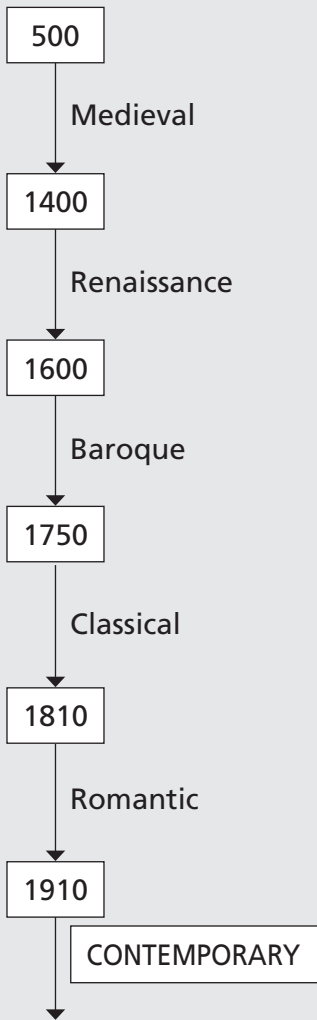 500
Medieval
1400
Renaissance
1600
Baroque
1750
Classical
1810
Romantic
1910
CONTEMPORARY